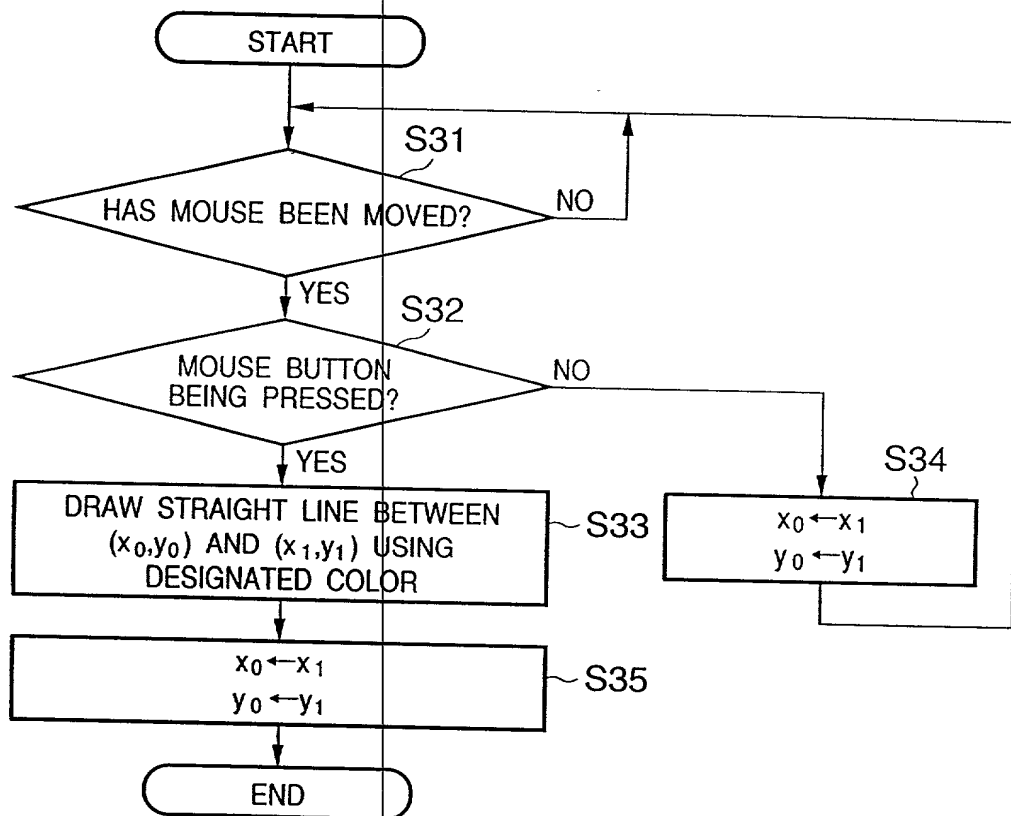 START
S31
HAS MOUSE BEEN MOVED?
NO
YES
S32
MOUSE BUTTON
BEING PRESSED?
NO
YES
S34
x₀←x₁
y₀←y₁
DRAW STRAIGHT LINE BETWEEN
(x₀,y₀) AND (x₁,y₁) USING
DESIGNATED COLOR
S33
x₀←x₁
y₀←y₁
S35
END